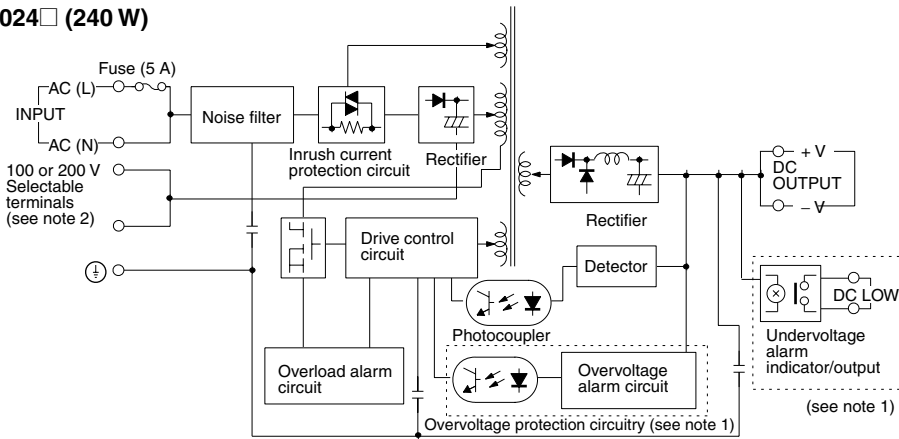 024□ (240 W)
Fuse (5 A)
AC (L)
INPUT
AC (N)
Noise filter
Inrush current
protection circuit
Rectifier
100 or 200 V
Selectable
terminals
(see note 2)
Rectifier
+ V
DC
OUTPUT
– V
Drive control
circuit
Detector
DC LOW
Photocoupler
Undervoltage
alarm
indicator/output
Overload alarm
circuit
Overvoltage
alarm circuit
(see note 1)
Overvoltage protection circuitry (see note 1)